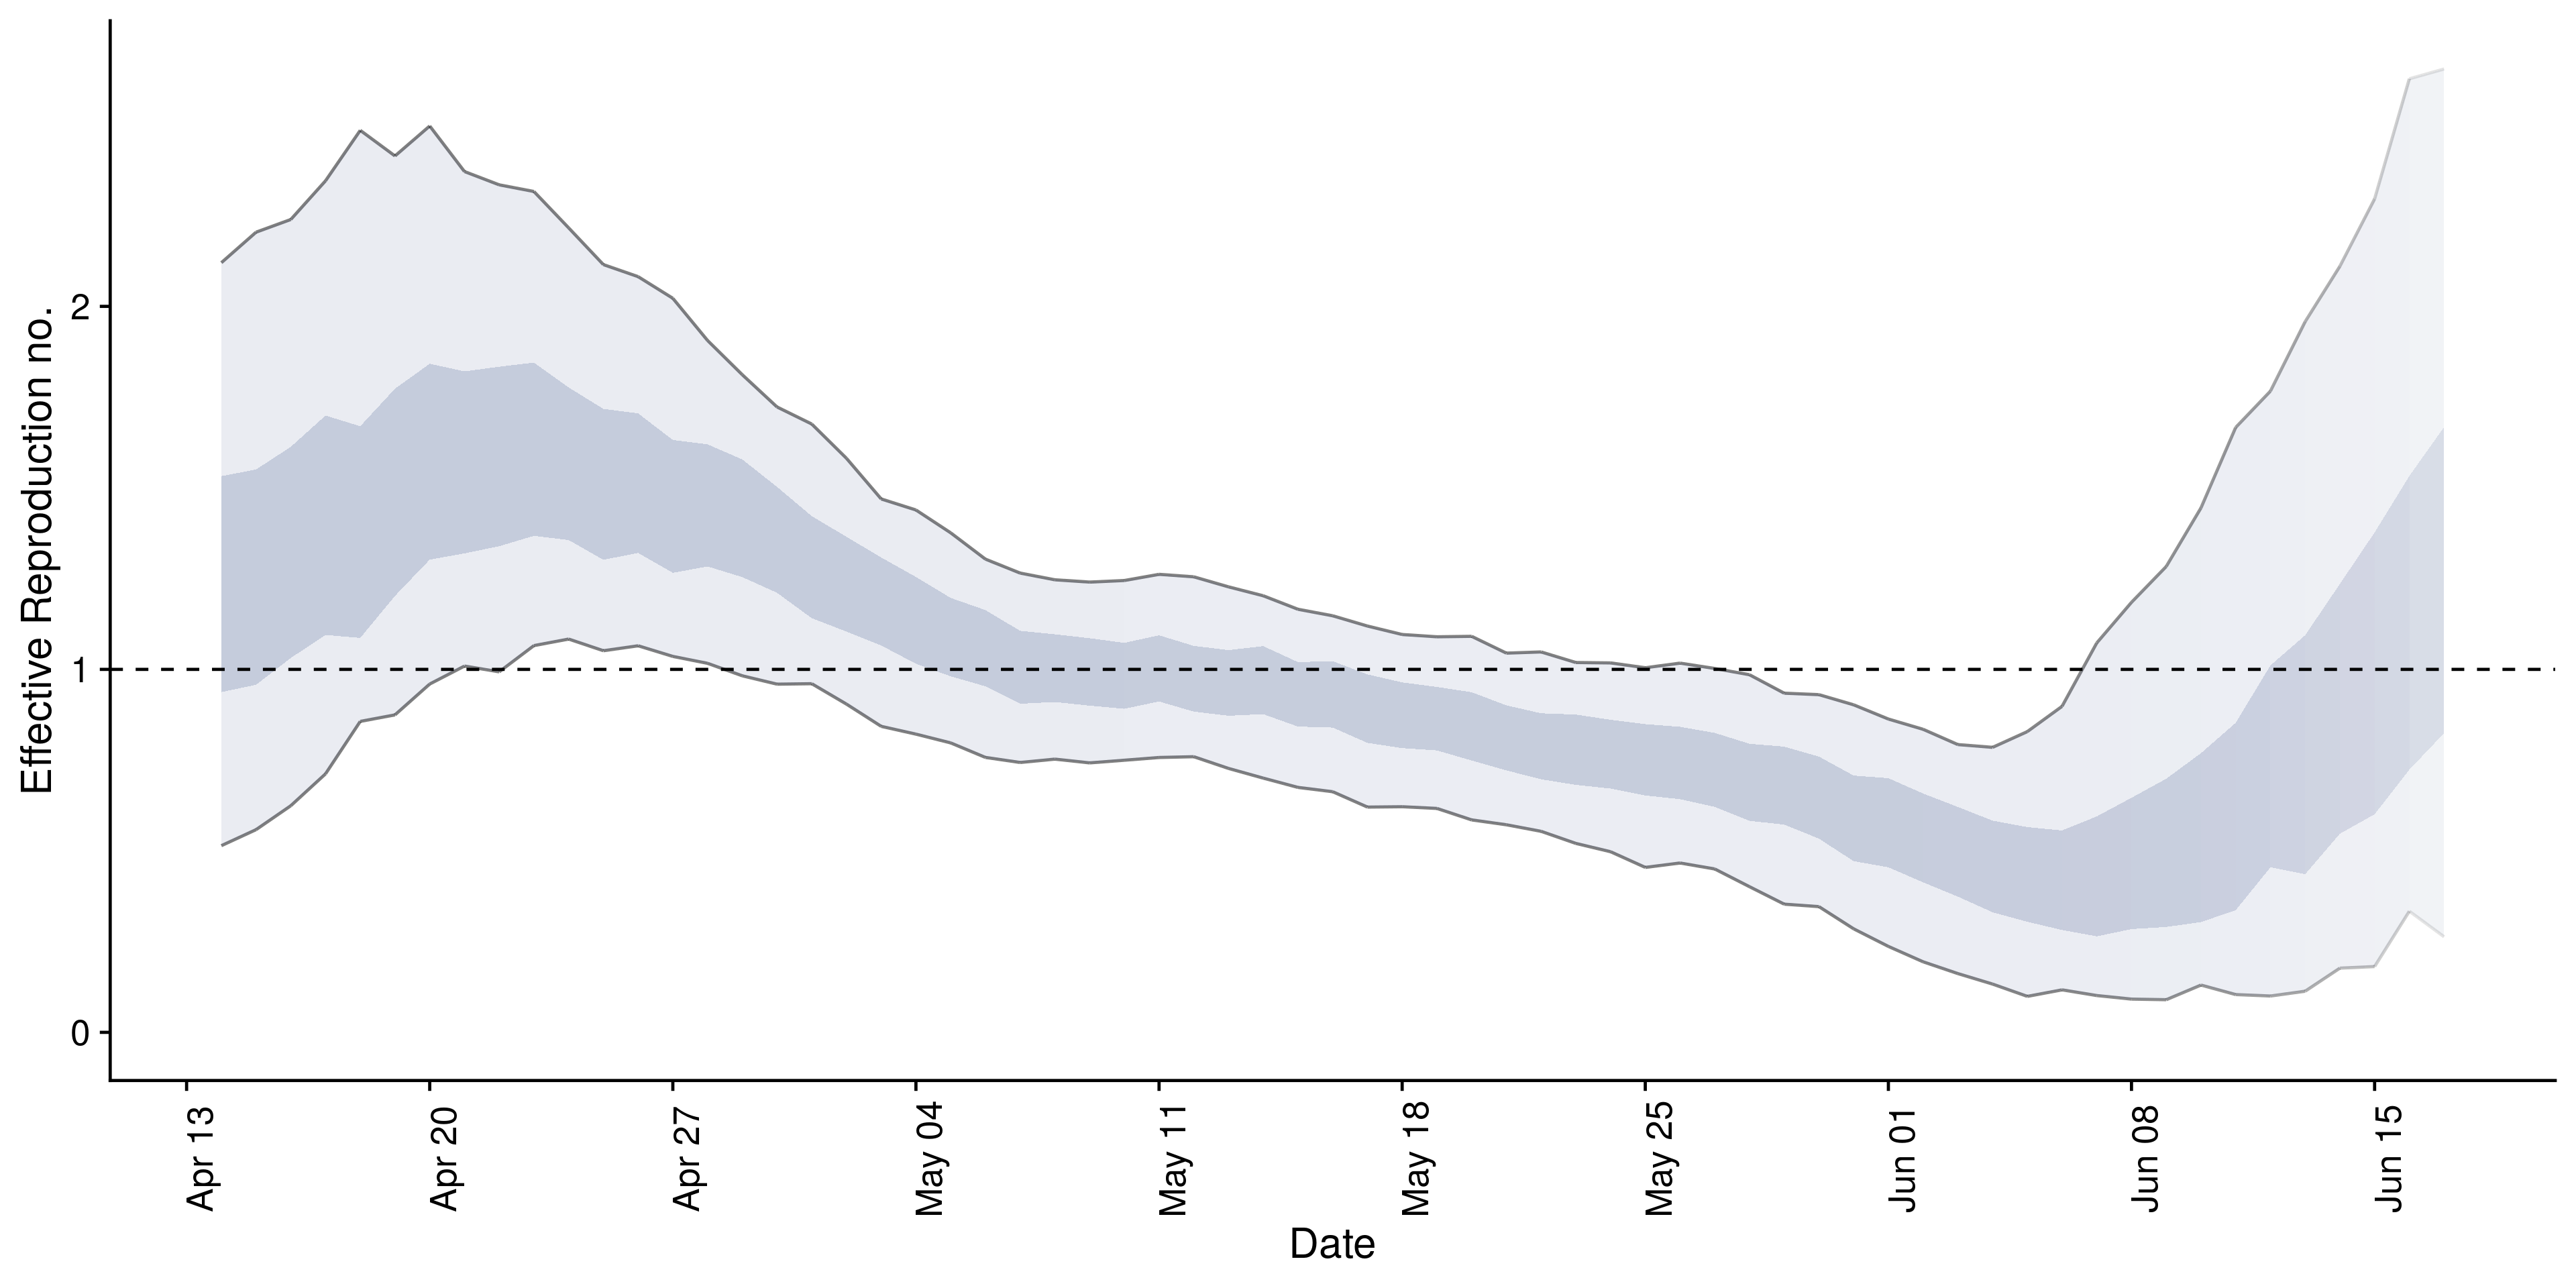 Effective Reproduction no.
2
1
0
Apr 13
Apr 20
Apr 27
May 04
May 11
May 18
May 25
Jun 01
Jun 08
Jun 15
Date